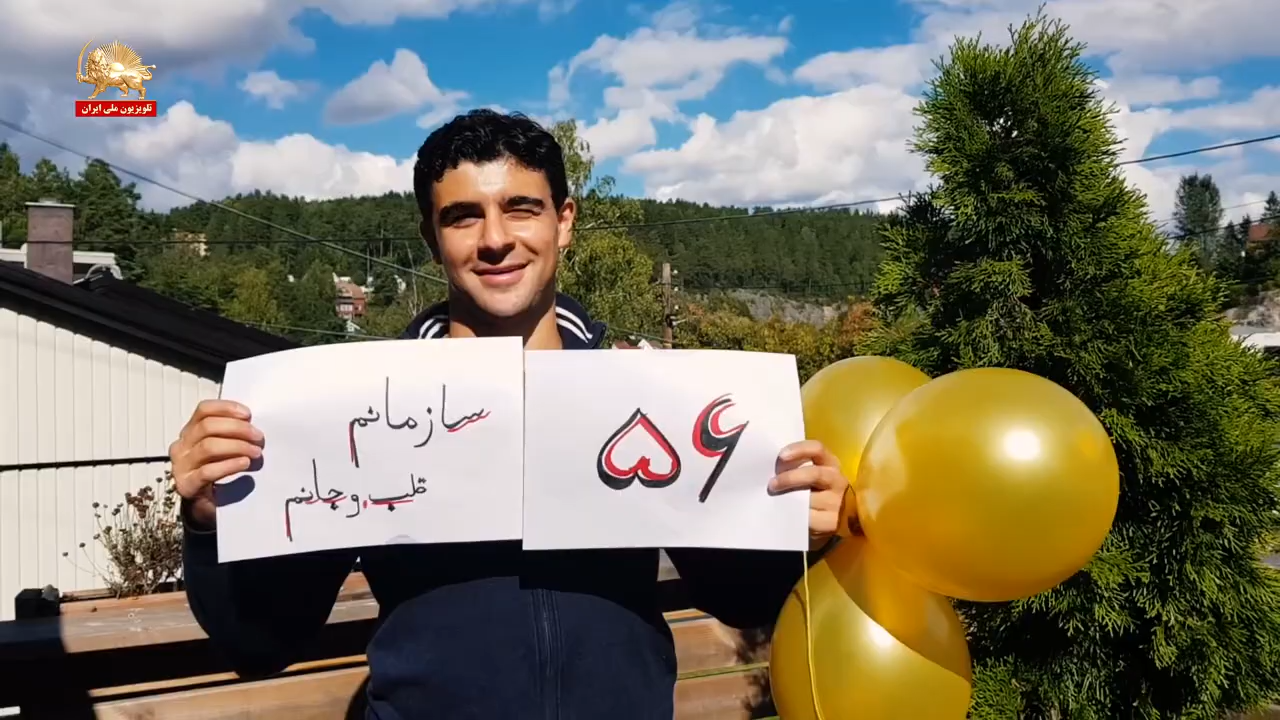 تلویزیون ملی ایران
۵۶
سازمانم
قلب و جانم